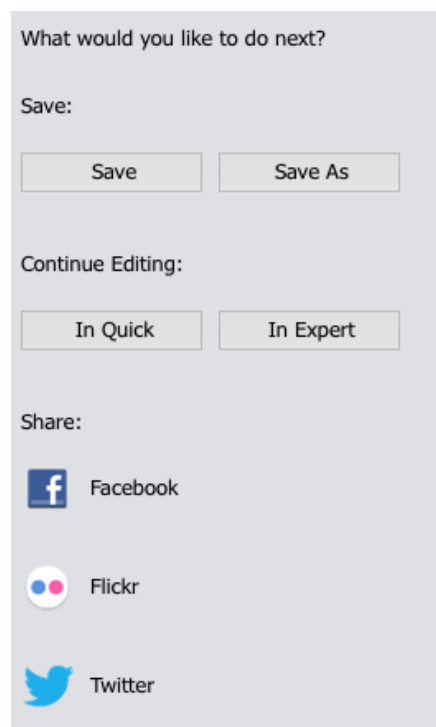 What would you like to do next?
Save:
Save Save As
Continue Editing:
In Quick In Expert
Share:
Facebook
Flickr
Twitter